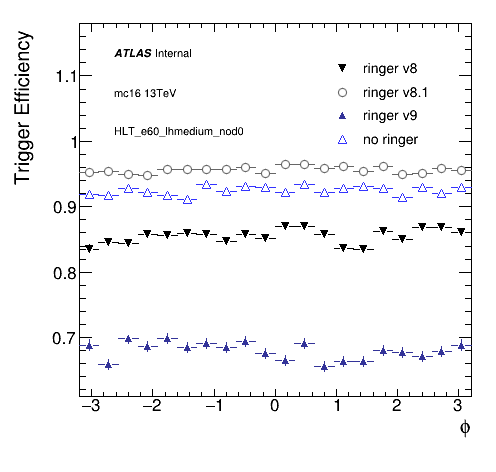 Trigger Efficiency
ATLAS Internal
mc16 13TeV
HLT_e60_lhmedium_nod0
ringer v8
ringer v8.1
ringer v9
no ringer
1.1
1
0.9
0.8
0.7
−3 −2 −1 0 1 2 3
ϕ